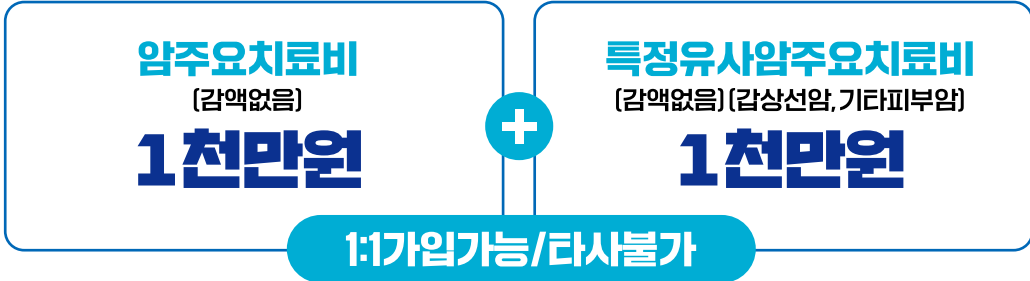 암주요치료비
(감액없음)
1천만원
+
특정유사암주요치료비
(감액없음)(갑상선암, 기타피부암)
1천만원
1:1가입가능/타사불가